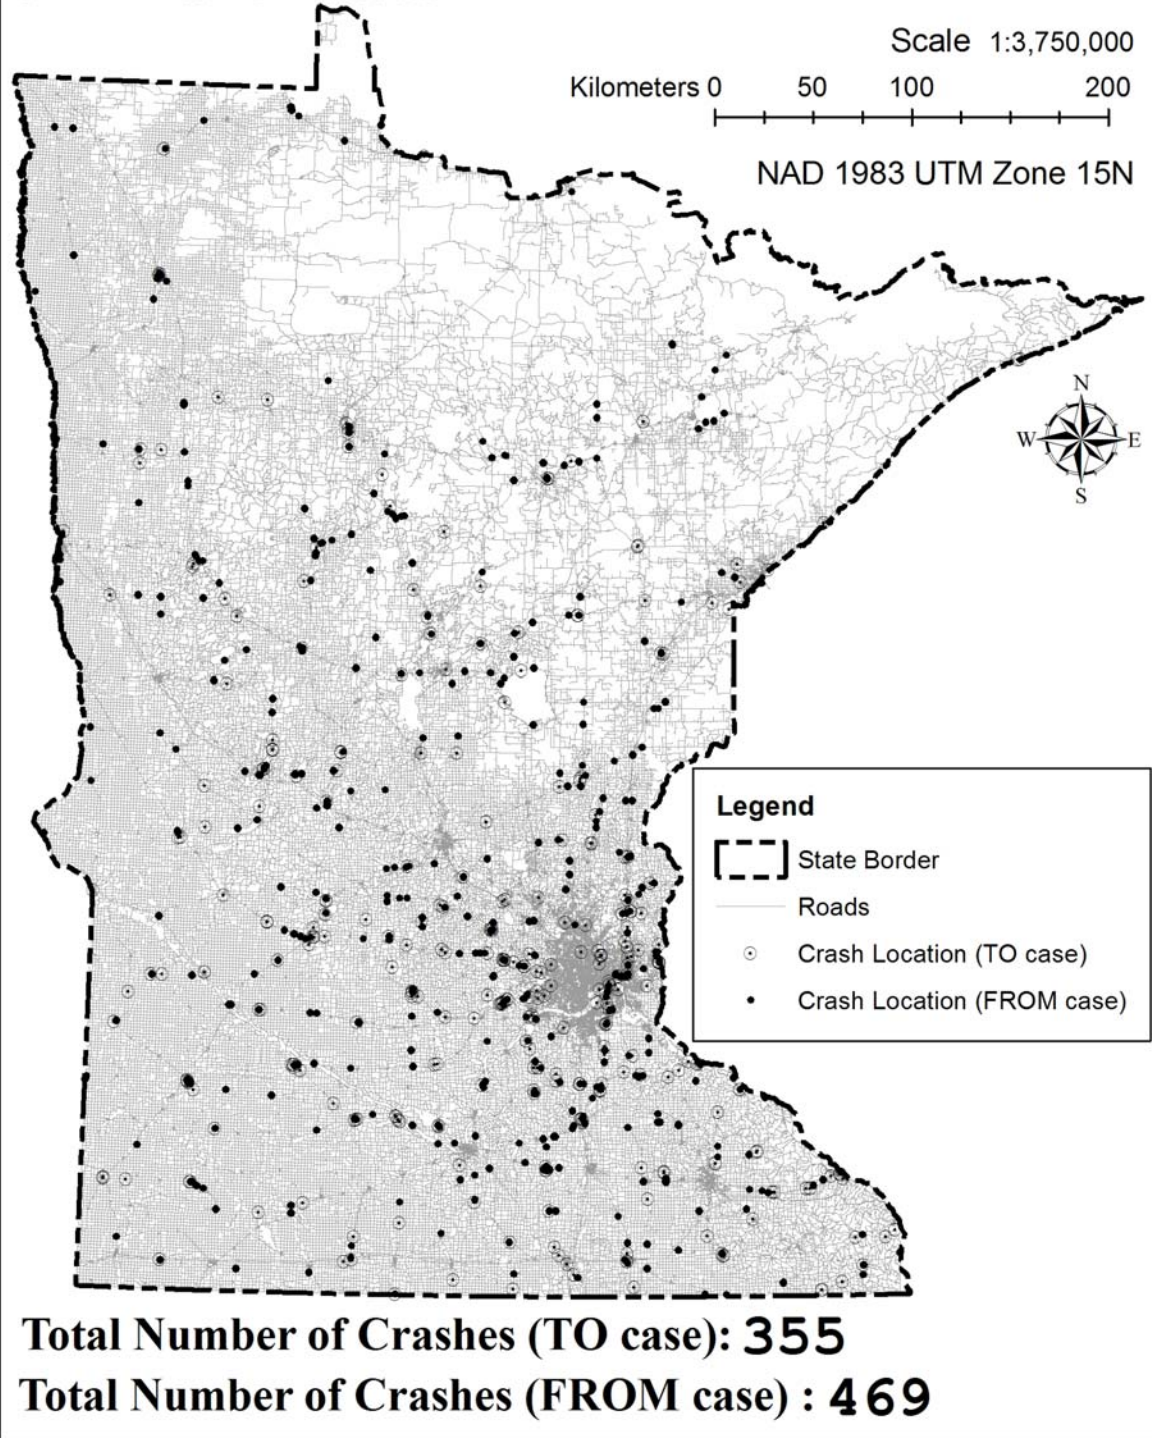 Scale 1:3,750,000
Kilometers 0 50 100 200
NAD 1983 UTM Zone 15N
N
W E
S
Legend
State Border
Roads
Crash Location (TO case)
Crash Location (FROM case)
Total Number of Crashes (TO case): 355
Total Number of Crashes (FROM case) : 469